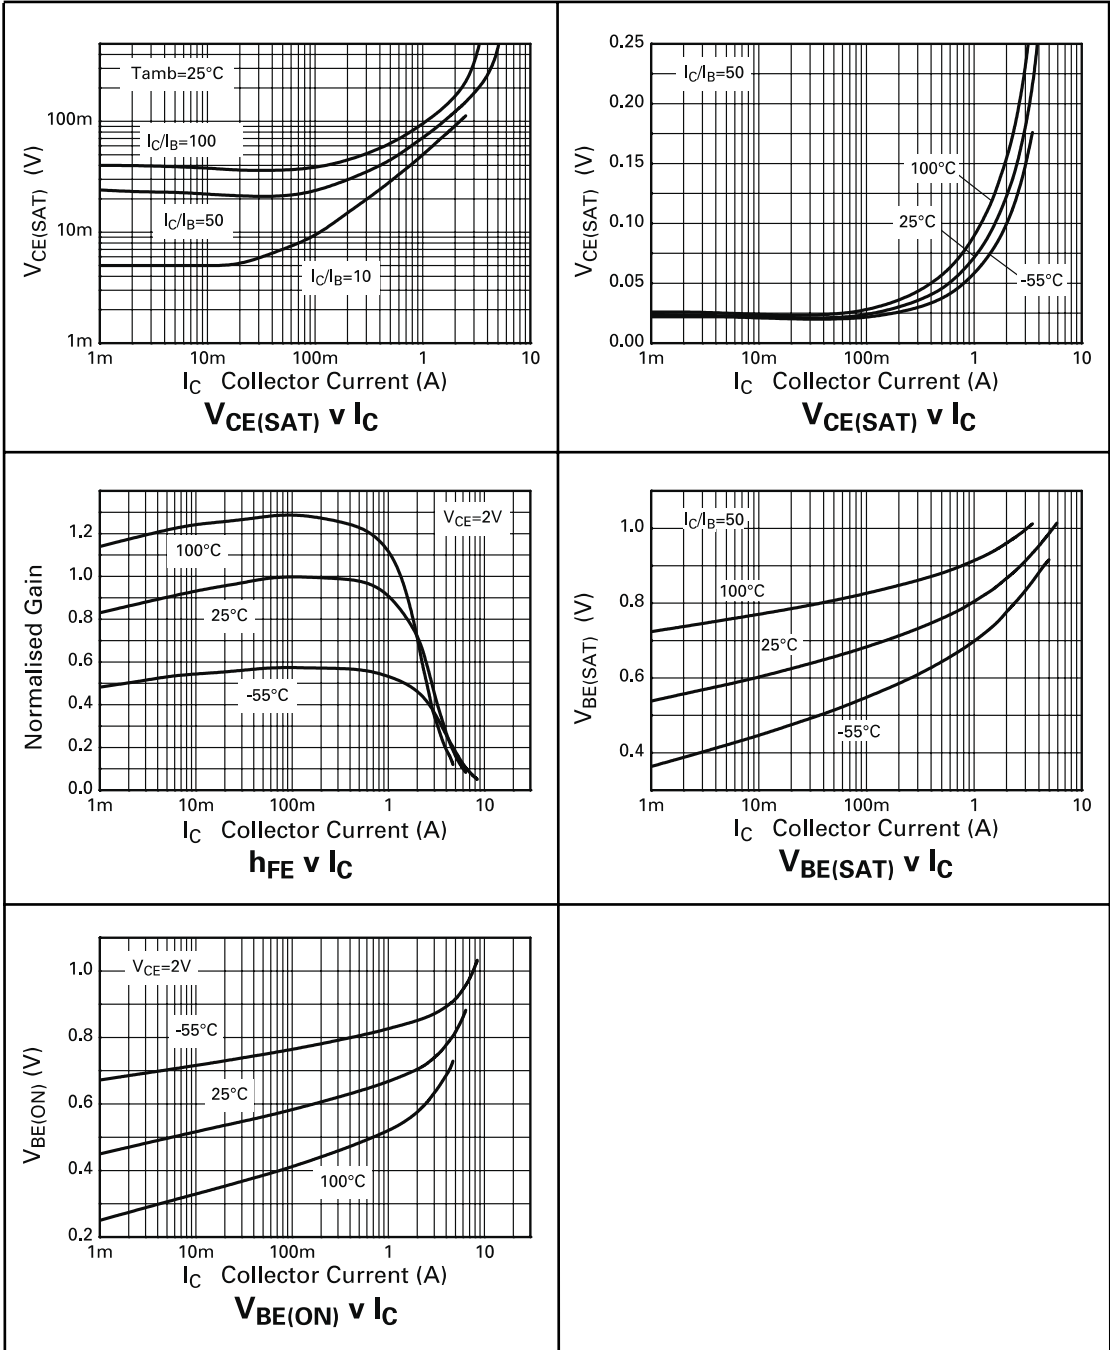 Tamb=25°C
IC/IB=100
IC/IB=50
IC/IB=10
VCE(SAT) (V)
100m
10m
1m
1m 10m 100m 1 10
IC Collector Current (A)
VCE(SAT) v IC
IC/IB=50
100°C
25°C
-55°C
VCE(SAT) (V)
0.25
0.20
0.15
0.10
0.05
0.00
1m 10m 100m 1 10
IC Collector Current (A)
VCE(SAT) v IC
VCE=2V
100°C
25°C
-55°C
Normalised Gain
1.2
1.0
0.8
0.6
0.4
0.2
0.0
1m 10m 100m 1 10
IC Collector Current (A)
hFE v IC
IC/IB=50
100°C
25°C
-55°C
VBE(SAT) (V)
1.0
0.8
0.6
0.4
1m 10m 100m 1 10
IC Collector Current (A)
VBE(SAT) v IC
VCE=2V
-55°C
25°C
100°C
VBE(ON) (V)
1.0
0.8
0.6
0.4
0.2
1m 10m 100m 1 10
IC Collector Current (A)
VBE(ON) v IC